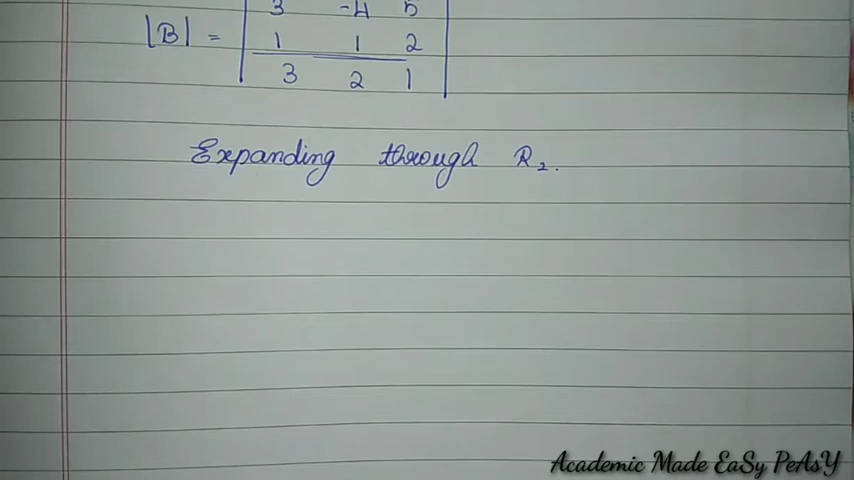 3 -4 5
|B| = 1 1 2
3 2 1
Expanding through R₂.
Academic Made EaSy PeAsY